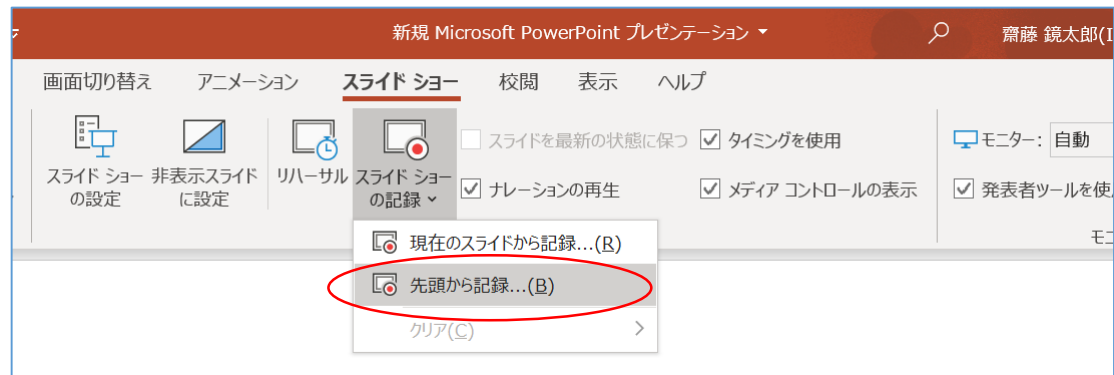 新規 Microsoft PowerPoint プレゼンテーション
齋藤 鏡太郎(I
画面切り替え アニメーション スライド ショー 校閲 表示 ヘルプ
スライド ショー
の設定
非表示スライド
に設定
リハーサル
スライド ショー
の記録
スライドを最新の状態に保つ
タイミングを使用
ナレーションの再生
メディア コントロールの表示
モニター: 自動
発表者ツールを使
モニ
現在のスライドから記録...(R)
先頭から記録...(B)
クリア(C)